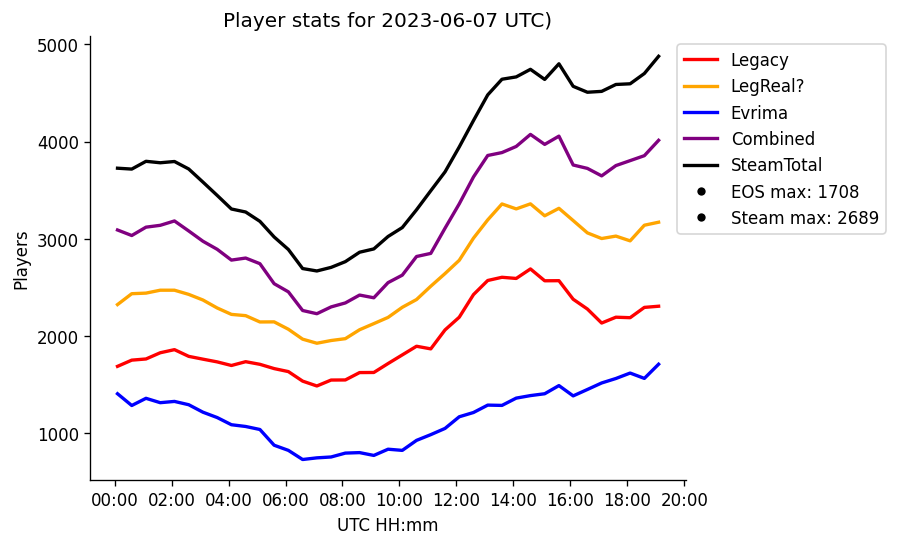 Player stats for 2023-06-07 UTC)
5000
4000
3000
2000
1000
Players
00:00 02:00 04:00 06:00 08:00 10:00 12:00 14:00 16:00 18:00 20:00
UTC HH:mm
Legacy
LegReal?
Evrima
Combined
SteamTotal
EOS max: 1708
Steam max: 2689